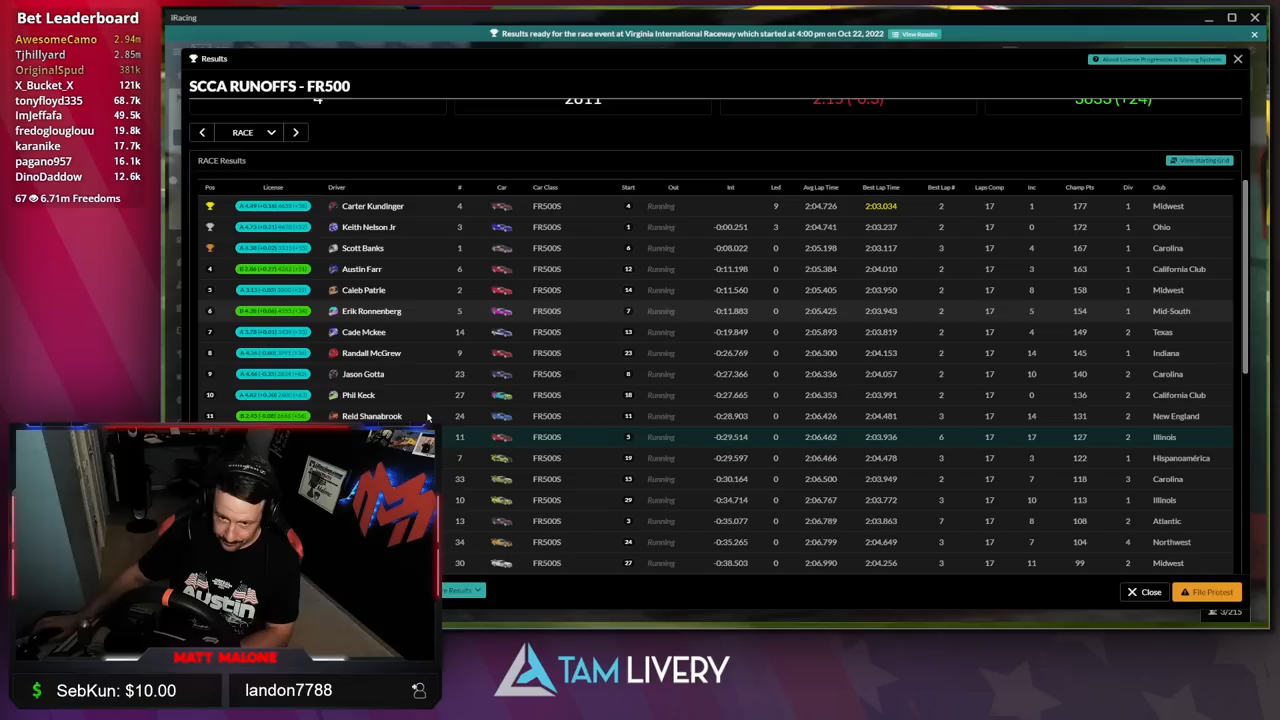 Bet Leaderboard
AwesomeCamo 2.94m
Tjhillyard 2.85m
OriginalSpud 381k
X_Bucket_X 121k
tonyfloyd335 68.7k
ImJeffafa 49.5k
fredoglouglouu 19.8k
karanike 17.7k
pagano957 16.1k
DinoDaddow 12.6k
67 6.71m Freedoms
iRacing
Results ready for the race event at Virginia International Raceway which started at 4:00 pm on Oct 22, 2022 View Results
Results
About License Progression & Scoring Systems
SCCA RUNOFFS - FR500
RACE
RACE Results
View Starting Grid
Pos License Driver # Car Car Class Start Out Int Led Avg Lap Time Best Lap Time Best Lap# Laps Comp Inc Champ Pts Div Club
Carter Kundinger 4 FR500S 4 Running 9 2:04.726 2:03.034 2 17 1 177 1 Midwest
Keith Nelson Jr 3 FR500S 1 Running -0:00.251 3 2:04.741 2:03.237 2 17 0 172 1 Ohio
Scott Banks 1 FR500S 6 Running -0:08.022 0 2:05.198 2:03.117 3 17 4 167 1 Carolina
4 Austin Farr 6 FR500S 12 Running -0:11.198 0 2:05.384 2:04.010 2 17 3 163 1 California Club
5 Caleb Patrie 2 FR500S 14 Running -0:11.560 0 2:05.405 2:03.950 2 17 8 158 1 Midwest
6 Erik Ronnenberg 5 FR500S 7 Running -0:11.883 0 2:05.425 2:03.943 2 17 5 154 1 Mid-South
7 Cade Mckee 14 FR500S 13 Running -0:19.849 0 2:05.893 2:03.819 2 17 4 149 2 Texas
8 Randall McGrew 9 FR500S 23 Running -0:26.769 0 2:06.300 2:04.153 2 17 14 145 1 Indiana
9 Jason Gotta 23 FR500S 8 Running -0:27.366 0 2:06.336 2:04.057 2 17 10 140 2 Carolina
10 Phil Keck 27 FR500S 18 Running -0:27.665 0 2:06.353 2:03.991 2 17 0 136 2 California Club
11 Reid Shanabrook 24 FR500S 11 Running -0:28.903 0 2:06.426 2:04.481 3 17 14 131 2 New England
11 FR500S 5 Running -0:29.514 0 2:06.462 2:03.936 6 17 17 127 2 Illinois
7 FR500S 19 Running -0:29.597 0 2:06.466 2:04.478 3 17 3 122 1 Hispanoamérica
33 FR500S 15 Running -0:30.164 0 2:06.500 2:03.949 2 17 7 118 3 Carolina
10 FR500S 29 Running -0:34.714 0 2:06.767 2:03.772 3 17 10 113 1 Illinois
13 FR500S 3 Running -0:35.077 0 2:06.789 2:03.863 7 17 8 108 2 Atlantic
34 FR500S 24 Running -0:35.265 0 2:06.799 2:04.649 3 17 7 104 4 Northwest
30 FR500S 27 Running -0:38.503 0 2:06.990 2:04.256 3 17 11 99 2 Midwest
Results
Close
File Protest
3/215
Austin
MATT MALONE
$ SebKun: $10.00
landon7788
TAM LIVERY